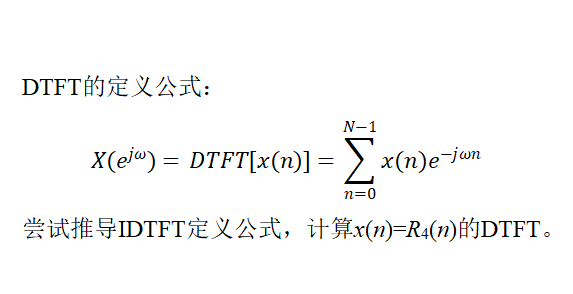 DTFT的定义公式：
X(e^{jω}) = DTFT[x(n)] = \sum_{n=0}^{N-1} x(n)e^{-jωn}
尝试推导IDTFT定义公式，计算x(n)=R₄(n)的DTFT。